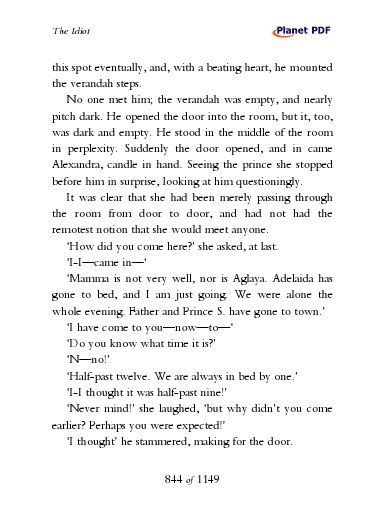 The Idiot
Planet PDF
this spot eventually, and, with a beating heart, he mounted
the verandah steps.
No one met him; the verandah was empty, and nearly
pitch dark. He opened the door into the room, but it, too,
was dark and empty. He stood in the middle of the room
in perplexity. Suddenly the door opened, and in came
Alexandra, candle in hand. Seeing the prince she stopped
before him in surprise, looking at him questioningly.
It was clear that she had been merely passing through
the room from door to door, and had not had the
remotest notion that she would meet anyone.
‘How did you come here?’ she asked, at last.
‘I-I—came in—‘
‘Mamma is not very well, nor is Aglaya. Adelaida has
gone to bed, and I am just going. We were alone the
whole evening. Father and Prince S. have gone to town.’
‘I have come to you—now—to—‘
‘Do you know what time it is?’
‘N—no!’
‘Half-past twelve. We are always in bed by one.’
‘I-I thought it was half-past nine!’
‘Never mind!’ she laughed, ‘but why didn’t you come
earlier? Perhaps you were expected!’
‘I thought’ he stammered, making for the door.
844 of 1149